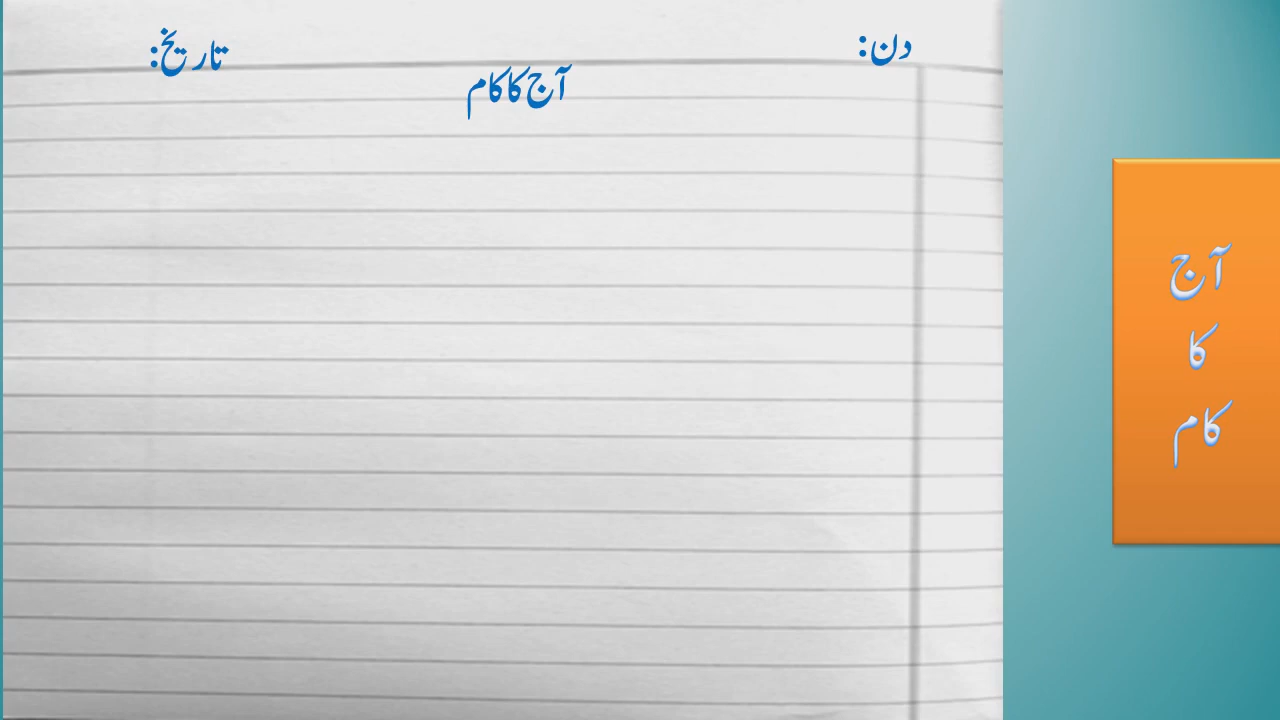 دن:
تاریخ:
آج کا کام
آج
کا
کام